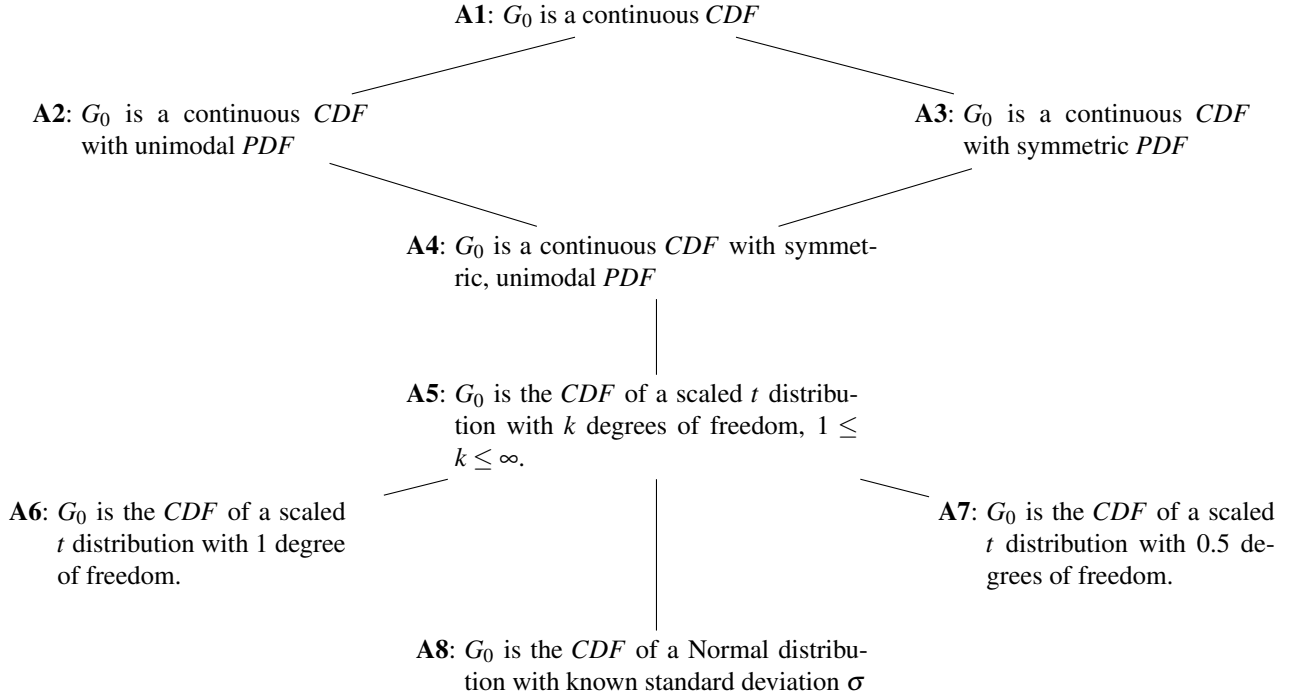 A1: G₀ is a continuous CDF
A2: G₀ is a continuous CDF
with unimodal PDF
A3: G₀ is a continuous CDF
with symmetric PDF
A4: G₀ is a continuous CDF with symmet-
ric, unimodal PDF
A5: G₀ is the CDF of a scaled t distribu-
tion with k degrees of freedom, 1 ≤
k ≤ ∞.
A6: G₀ is the CDF of a scaled
t distribution with 1 degree
of freedom.
A7: G₀ is the CDF of a scaled
t distribution with 0.5 de-
grees of freedom.
A8: G₀ is the CDF of a Normal distribu-
tion with known standard deviation σ